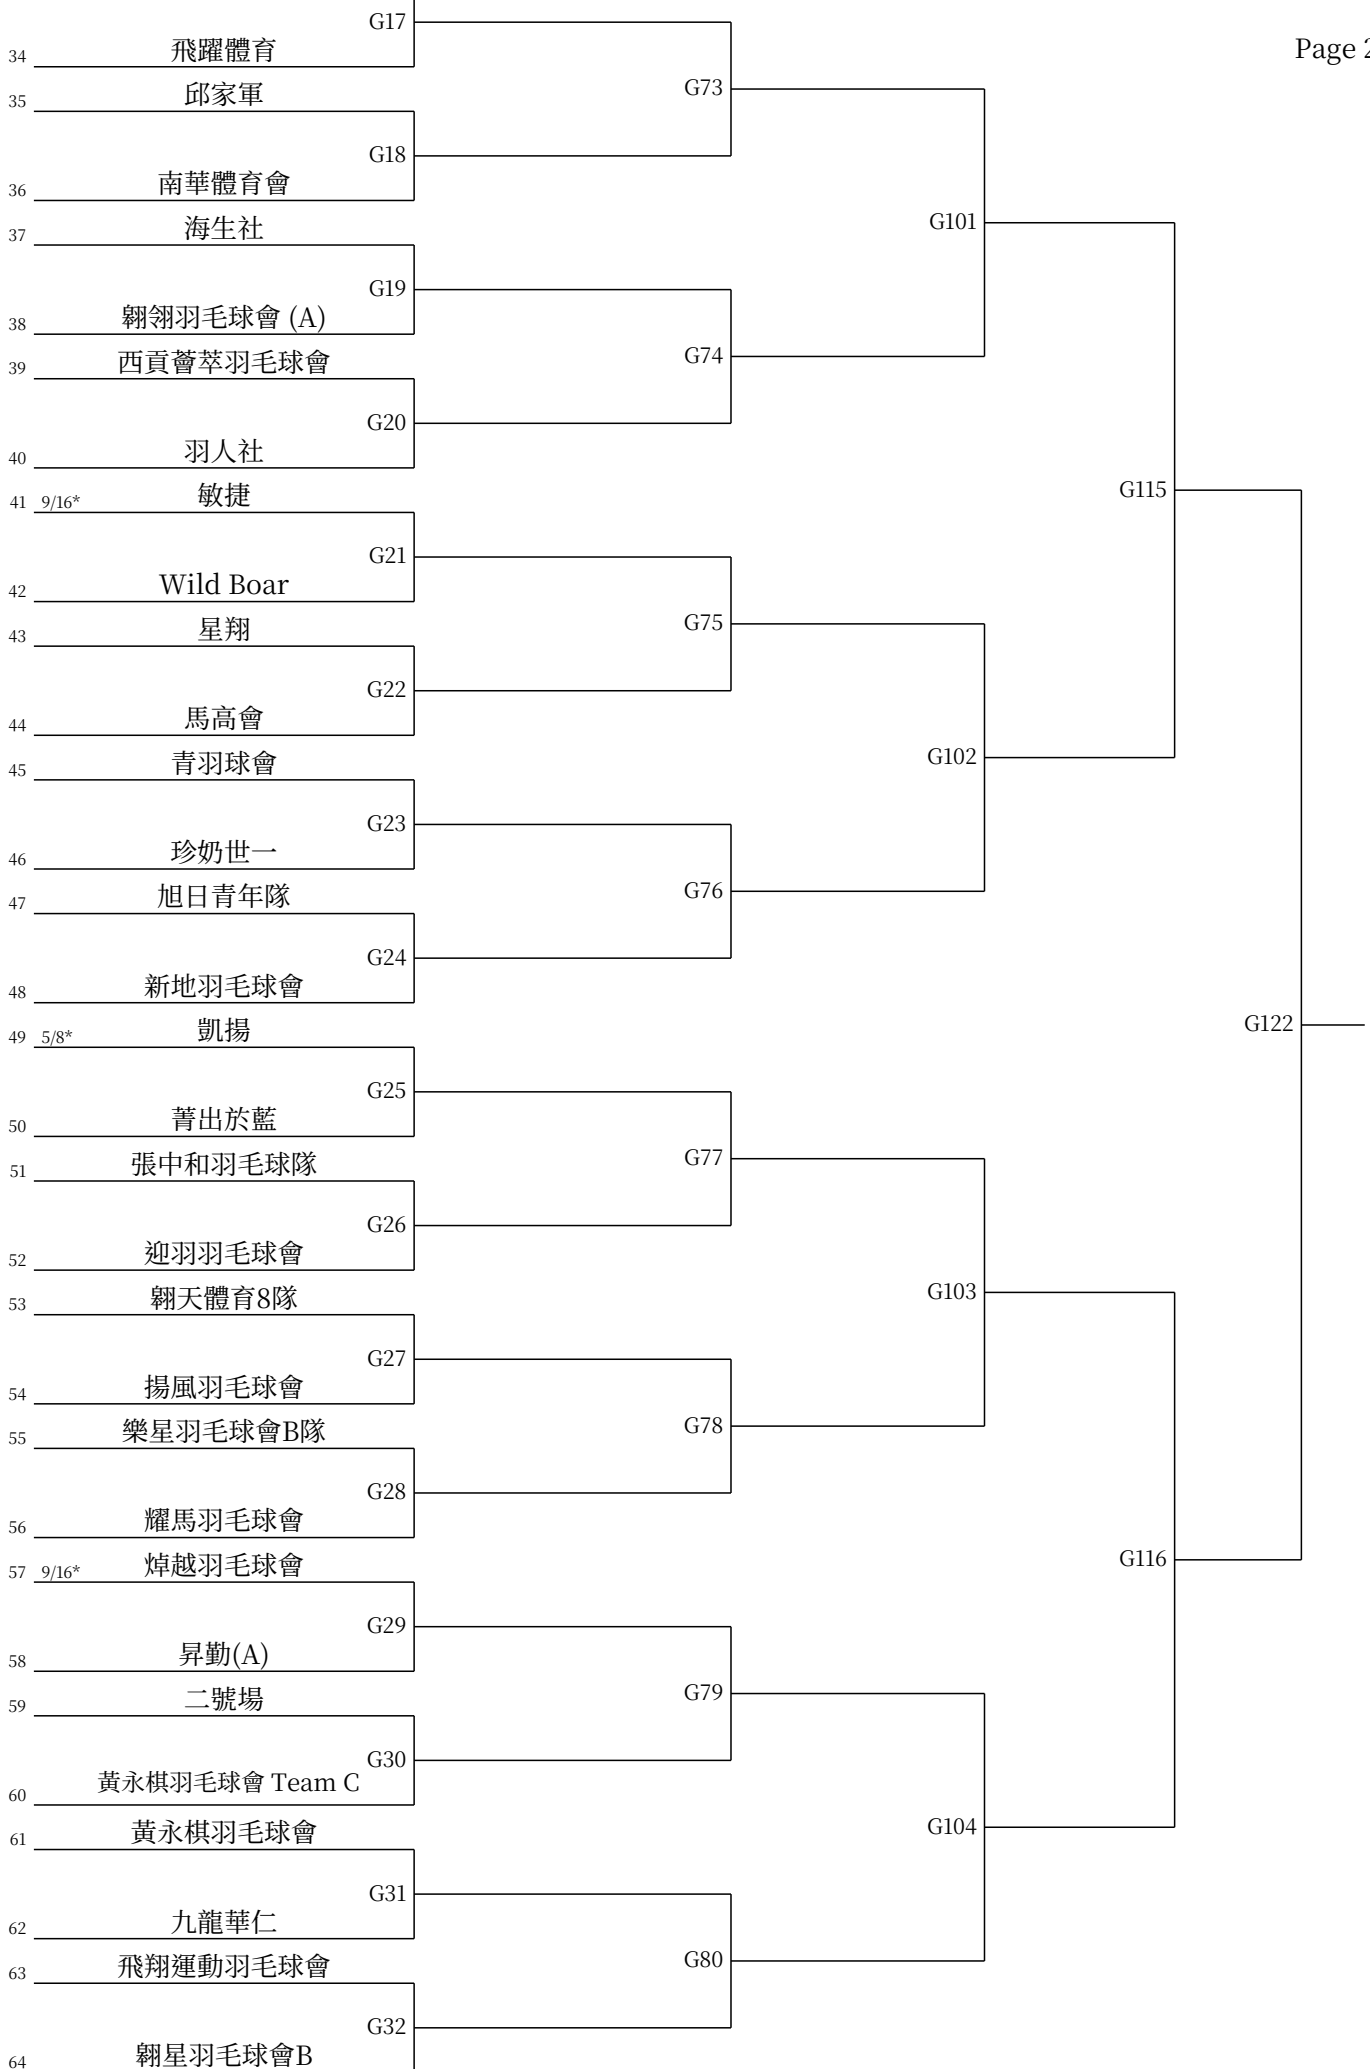 G17
Page 2
34 飛躍體育
G73
35 邱家軍
G18
36 南華體育會
G101
37 海生社
G19
38 翱翎羽毛球會 (A)
G74
39 西貢薈萃羽毛球會
G20
40 羽人社
41 9/16* 敏捷
G115
G21
42 Wild Boar
G75
43 星翔
G22
44 馬高會
G102
45 青羽球會
G23
46 珍奶世一
G76
47 旭日青年隊
G24
48 新地羽毛球會
G122
49 5/8* 凱揚
G25
50 菁出於藍
G77
51 張中和羽毛球隊
G26
52 迎羽羽毛球會
G103
53 翱天體育8隊
G27
54 揚風羽毛球會
G78
55 樂星羽毛球會B隊
G28
56 耀馬羽毛球會
G116
57 9/16* 焯越羽毛球會
G29
58 昇勤(A)
G79
59 二號場
G30
60 黃永棋羽毛球會 Team C
G104
61 黃永棋羽毛球會
G31
62 九龍華仁
G80
63 飛翔運動羽毛球會
G32
64 翱星羽毛球會B